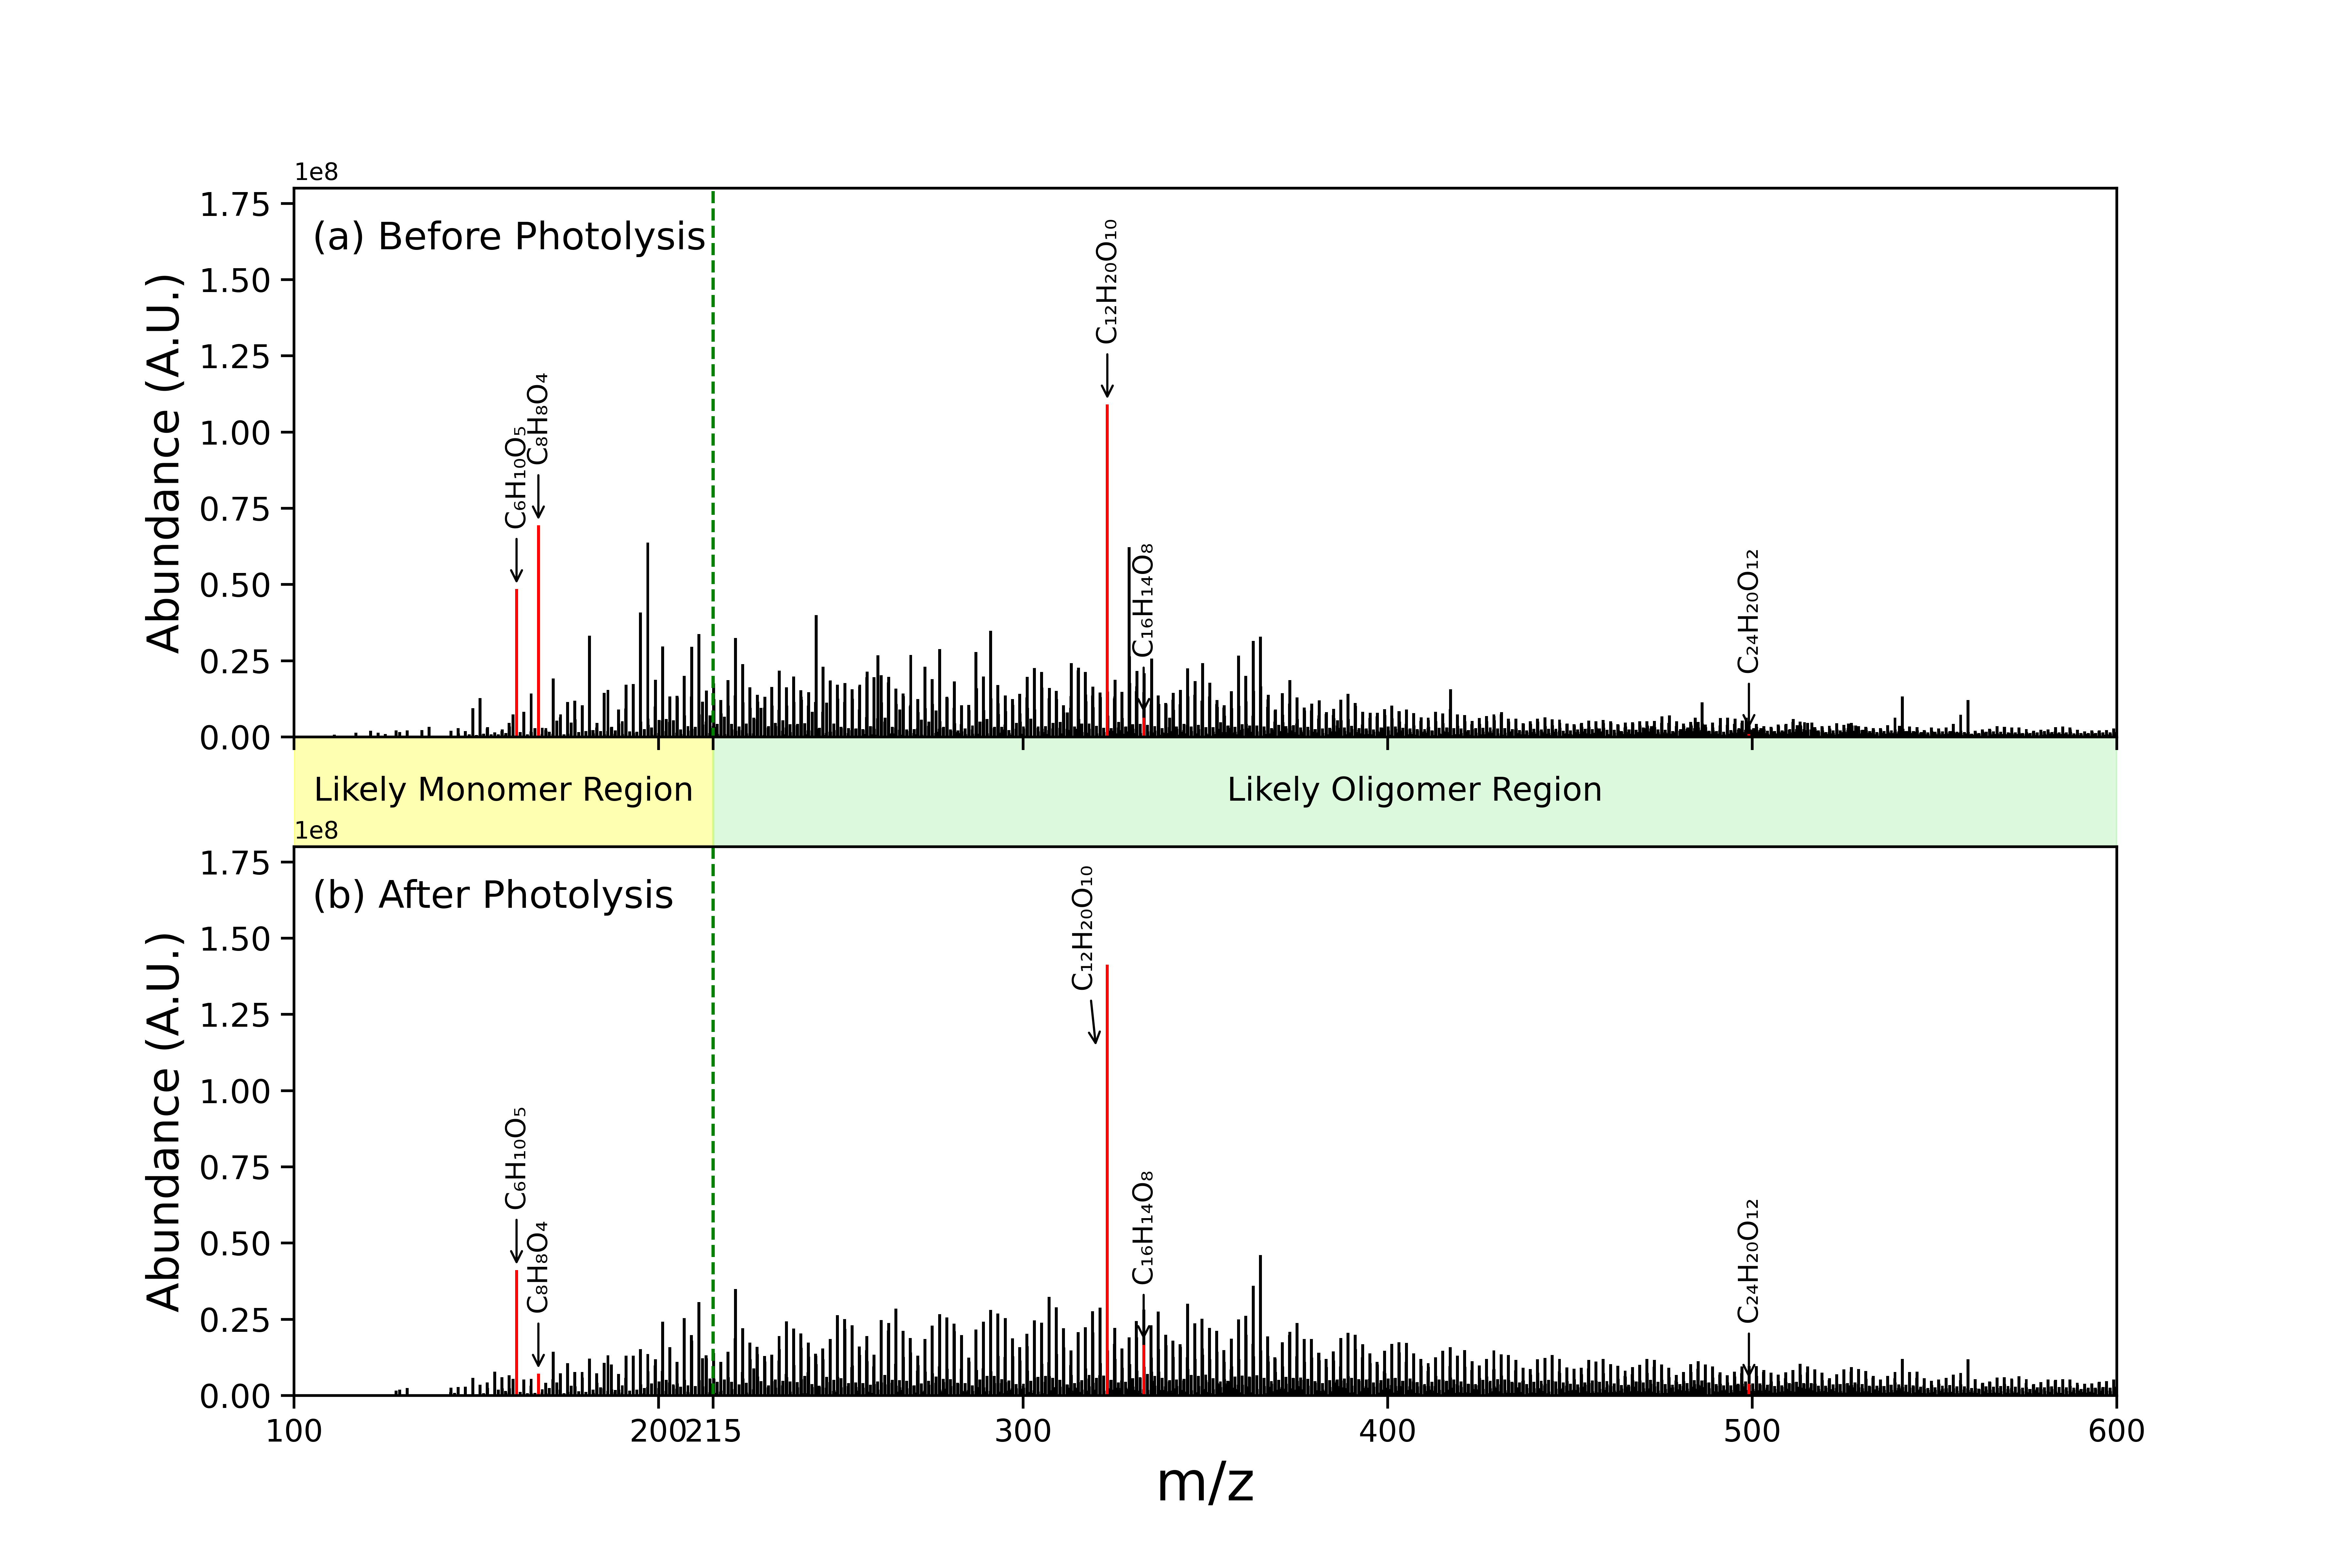 1e8
1.75
1.50
1.25
1.00
0.75
0.50
0.25
0.00
Abundance (A.U.)
(a) Before Photolysis
C₆H₁₀O₅
C₈H₈O₄
C₁₂H₂₀O₁₀
C₁₆H₁₄O₈
C₂₄H₂₀O₁₂
Likely Monomer Region
Likely Oligomer Region
1e8
1.75
1.50
1.25
1.00
0.75
0.50
0.25
0.00
Abundance (A.U.)
(b) After Photolysis
C₆H₁₀O₅
C₈H₈O₄
C₁₂H₂₀O₁₀
C₁₆H₁₄O₈
C₂₄H₂₀O₁₂
100 200 215 300 400 500 600
m/z